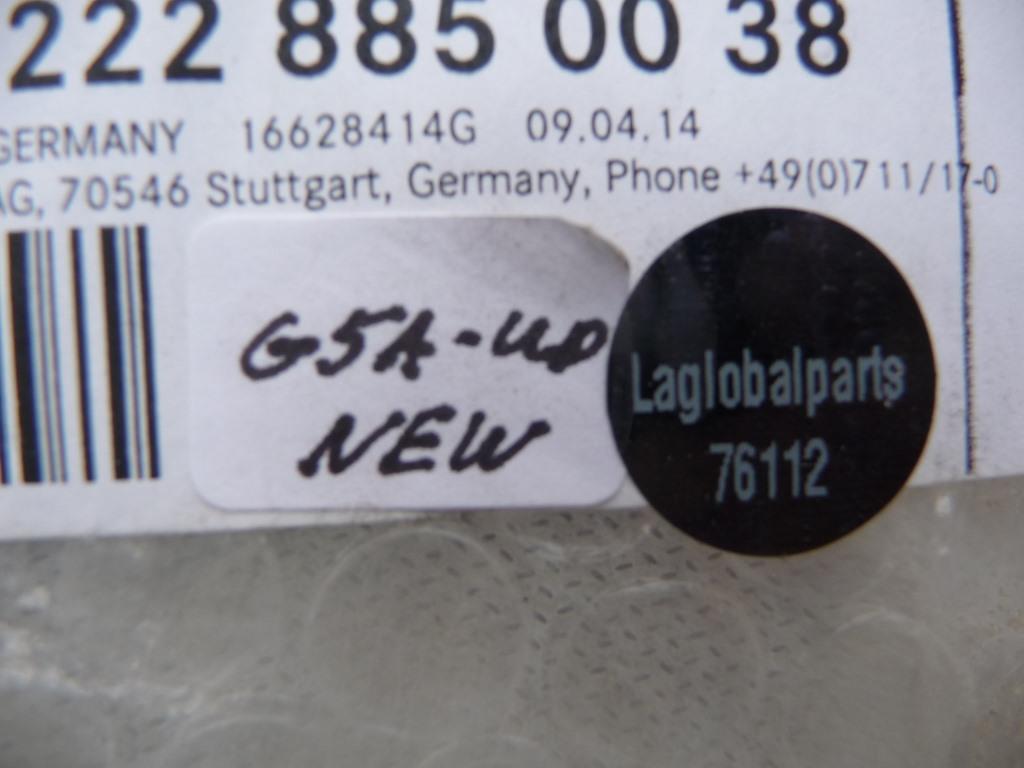 222 885 00 38
GERMANY 16628414G 09.04.14
AG, 70546 Stuttgart, Germany, Phone +49(0)711/17-0
G5A-UP
NEW
Laglobalparts
76112